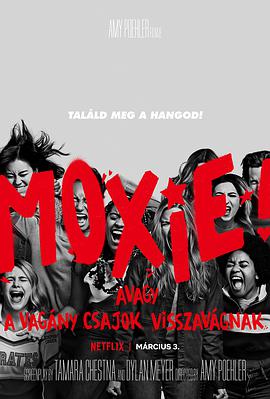 AMY POEHLER FILMJE
TALÁLD MEG A HANGOD!
MOXiE!
AVAGY
A VAGÁNY CSAJOK VISSZAVÁGNAK
NETFLIX | MÁRCIUS 3.
SCREENPLAY BY TAMARA CHESTNA AND DYLAN MEYER DIRECTED BY AMY POEHLER
RATES